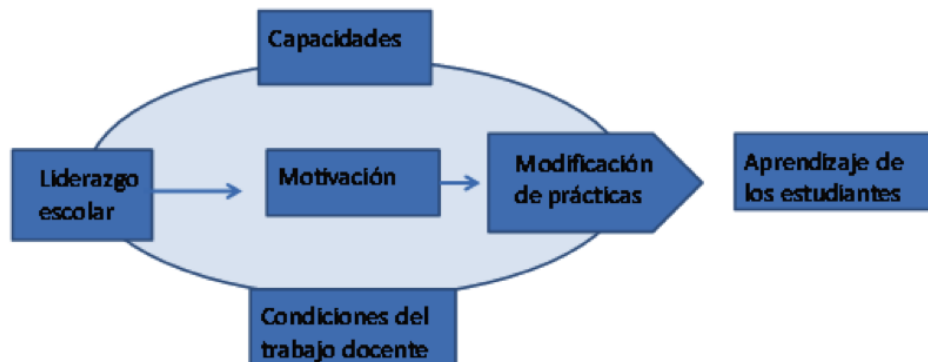 Capacidades
Liderazgo
escolar
Motivación
Modificación
de prácticas
Aprendizaje de
los estudiantes
Condiciones del
trabajo docente